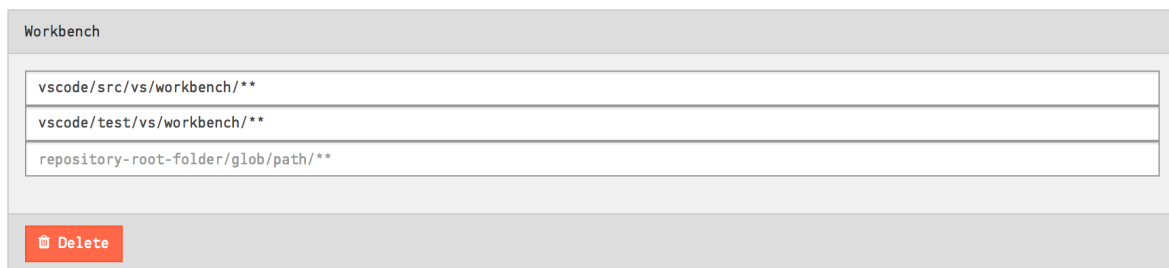 Workbench
vscode/src/vs/workbench/**
vscode/test/vs/workbench/**
repository-root-folder/glob/path/**
Delete